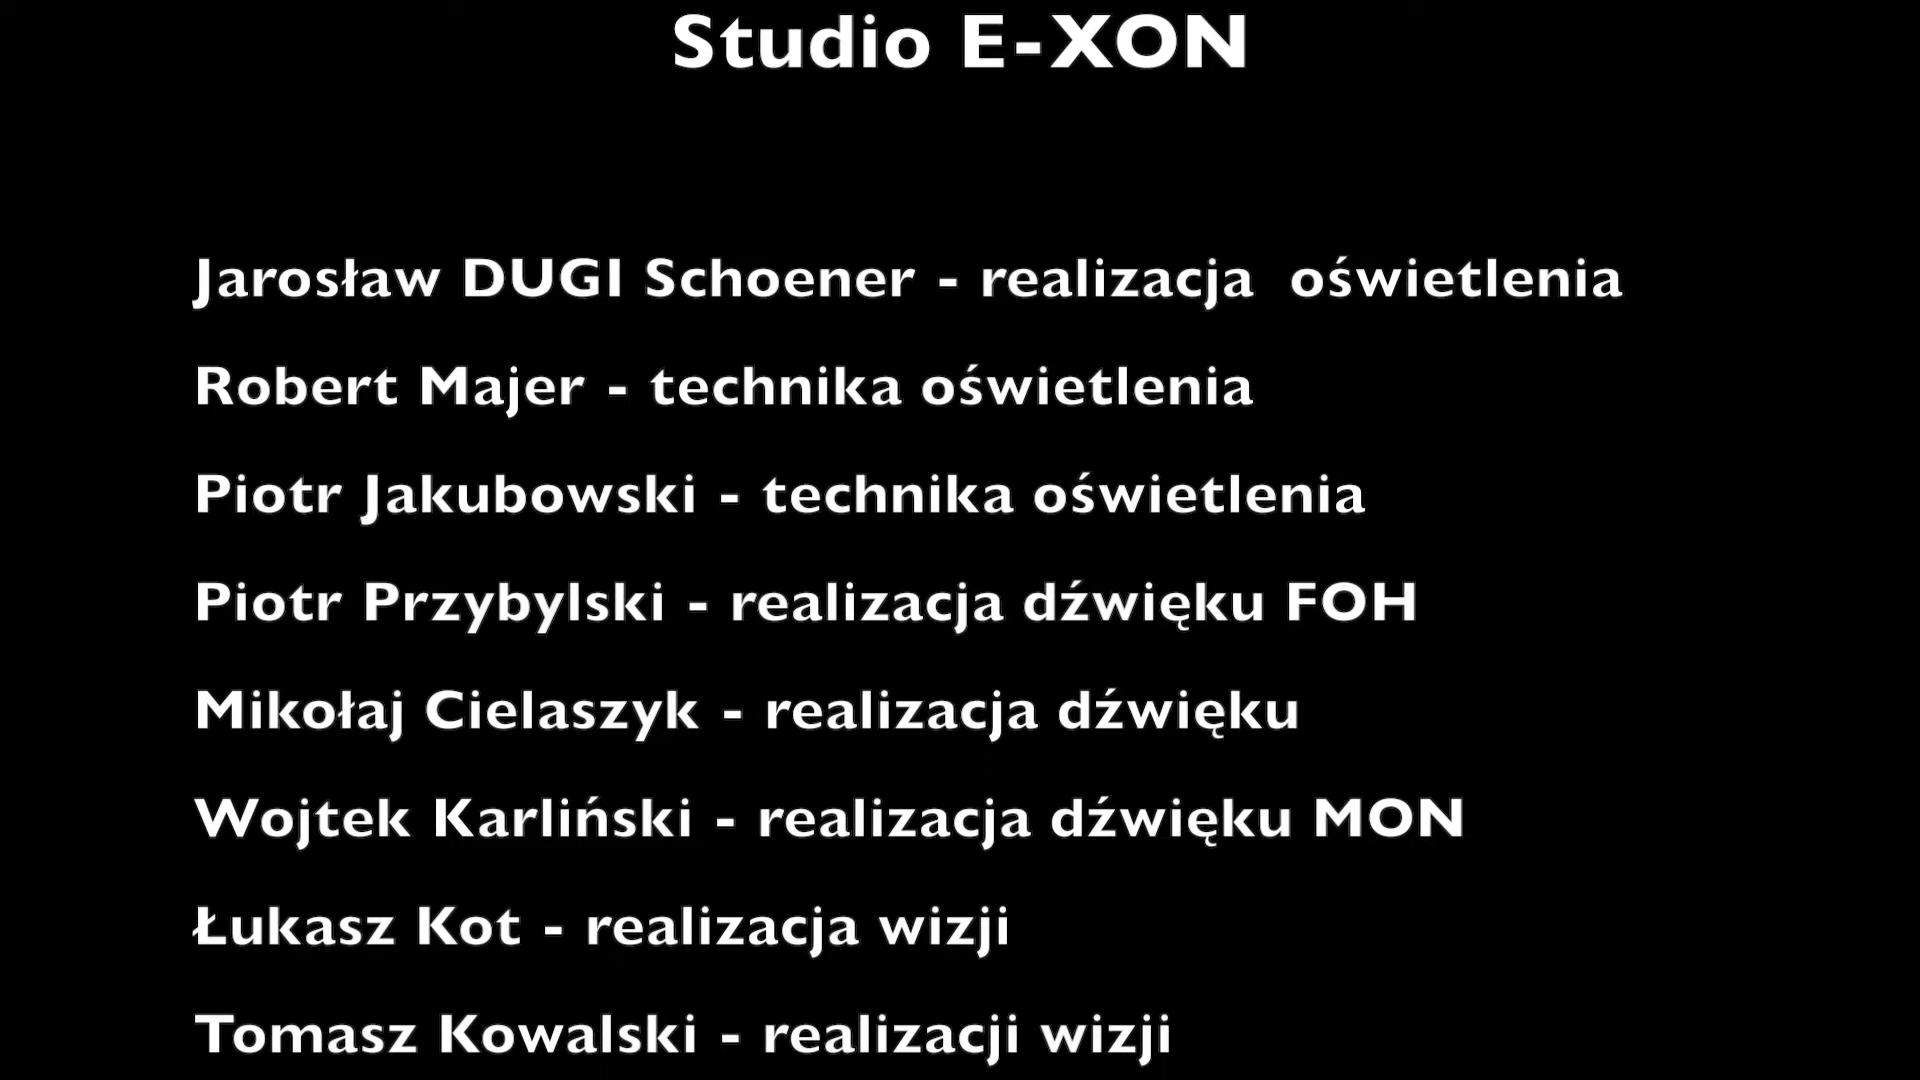 Studio E-XON
Jarosław DUGI Schoener - realizacja  oświetlenia
Robert Majer - technika oświetlenia
Piotr Jakubowski - technika oświetlenia
Piotr Przybylski - realizacja dźwięku FOH
Mikołaj Cielaszyk - realizacja dźwięku
Wojtek Karliński - realizacja dźwięku MON
Łukasz Kot - realizacja wizji
Tomasz Kowalski - realizacji wizji